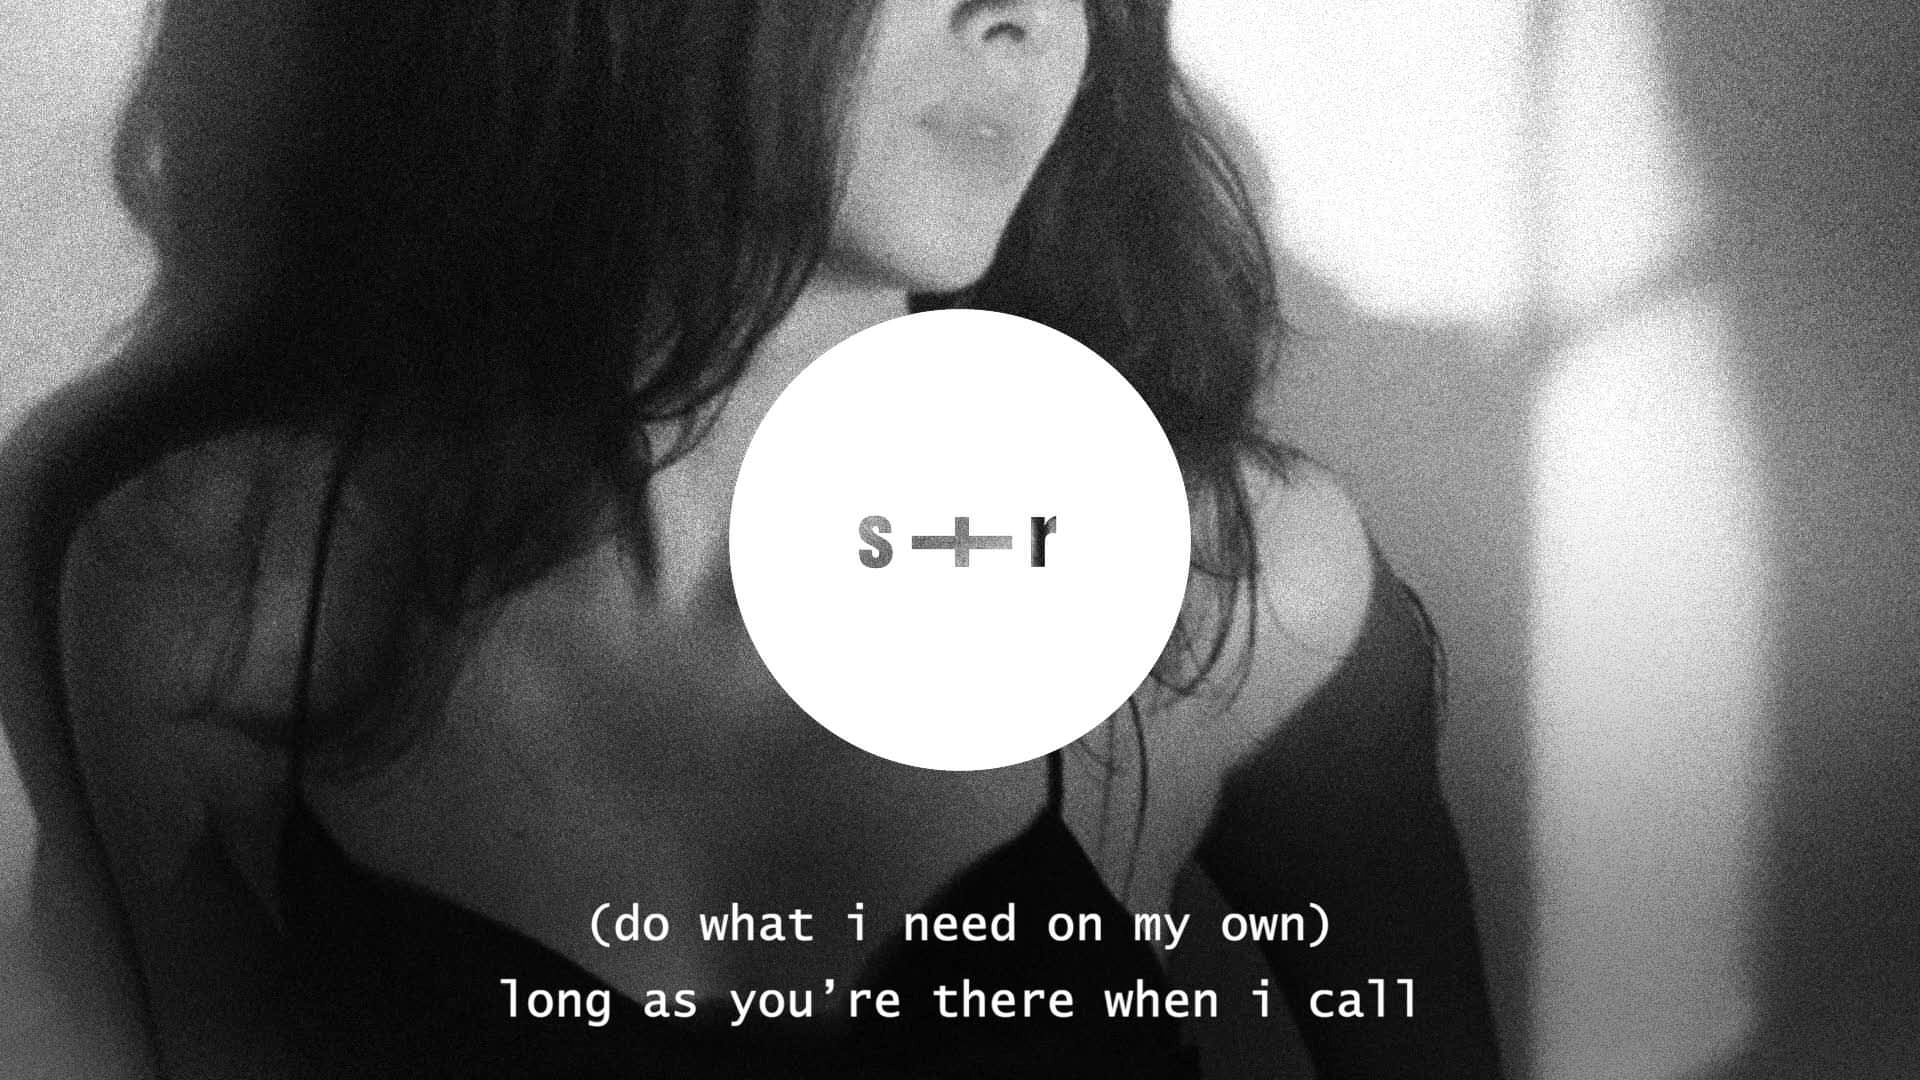 s+r
(do what i need on my own)
long as you’re there when i call